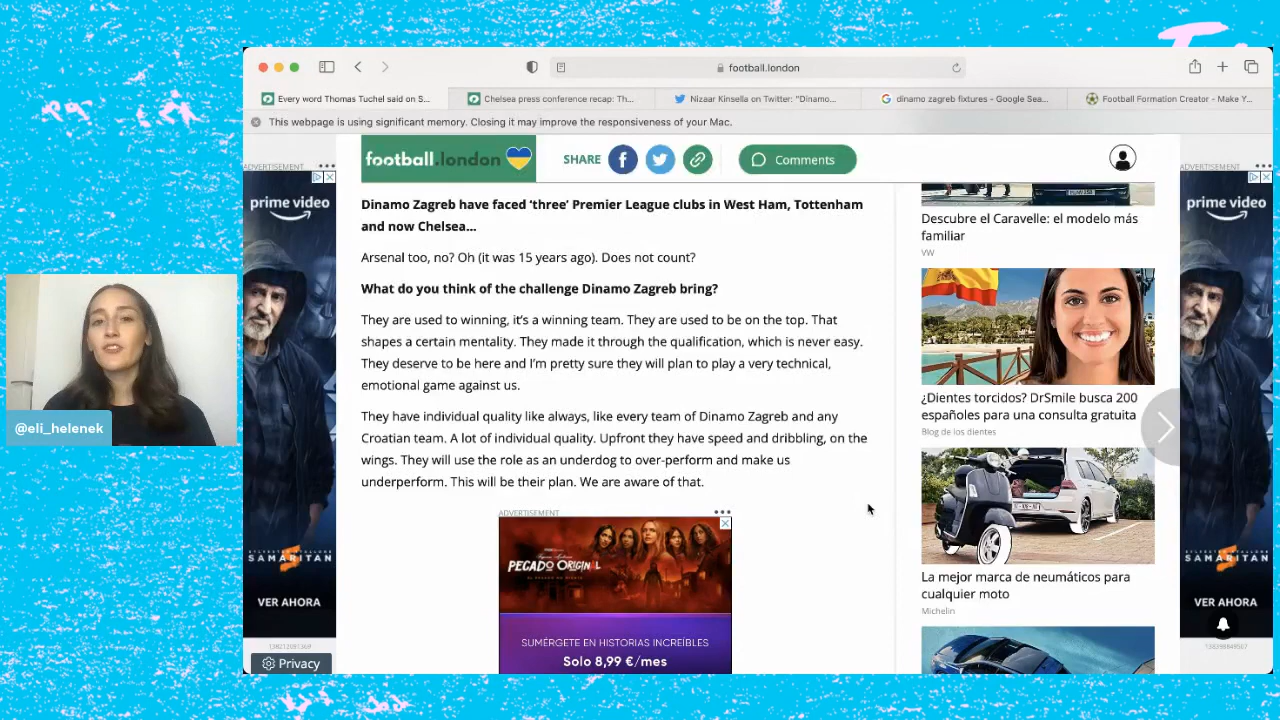 football.london
Every word Thomas Tuchel said on S...
Chelsea press conference recap: Th...
Nizaar Kinsella on Twitter: "Dinamo...
dinamo zagreb fixtures - Google Sea...
Football Formation Creator - Make Y...
This webpage is using significant memory. Closing it may improve the responsiveness of your Mac.
football.london
SHARE
Comments
ADVERTISEMENT
prime video
SAMARITAN
VER AHORA
Privacy
@eli_helenek
Dinamo Zagreb have faced ‘three’ Premier League clubs in West Ham, Tottenham
and now Chelsea...
Arsenal too, no? Oh (it was 15 years ago). Does not count?
What do you think of the challenge Dinamo Zagreb bring?
They are used to winning, it’s a winning team. They are used to be on the top. That
shapes a certain mentality. They made it through the qualification, which is never easy.
They deserve to be here and I’m pretty sure they will plan to play a very technical,
emotional game against us.
They have individual quality like always, like every team of Dinamo Zagreb and any
Croatian team. A lot of individual quality. Upfront they have speed and dribbling, on the
wings. They will use the role as an underdog to over-perform and make us
underperform. This will be their plan. We are aware of that.
ADVERTISEMENT
PECADO ORIGINAL
SUMÉRGETE EN HISTORIAS INCREÍBLES
Solo 8,99 €/mes
Descubre el Caravelle: el modelo más
familiar
VW
¿Dientes torcidos? DrSmile busca 200
españoles para una consulta gratuita
Blog de los dientes
La mejor marca de neumáticos para
cualquier moto
Michelin
ADVERTISEMENT
prime video
SAMARITAN
VER AHORA